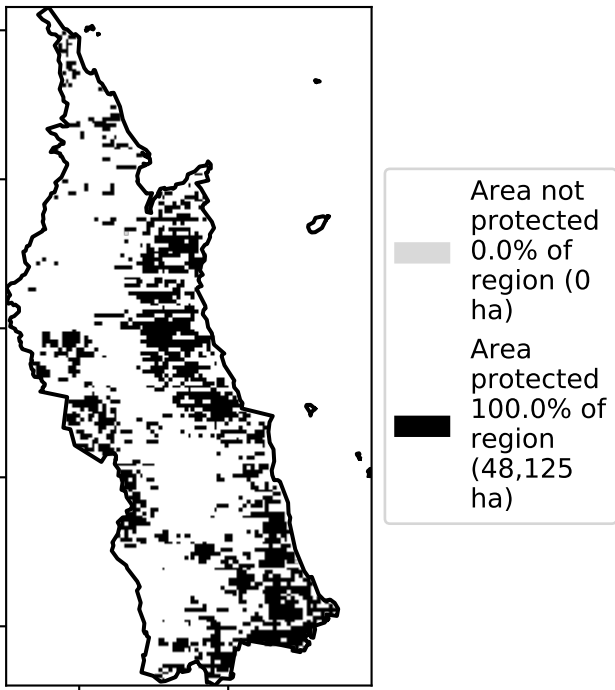 Area not
protected
0.0% of
region (0
ha)
Area
protected
100.0% of
region
(48,125
ha)